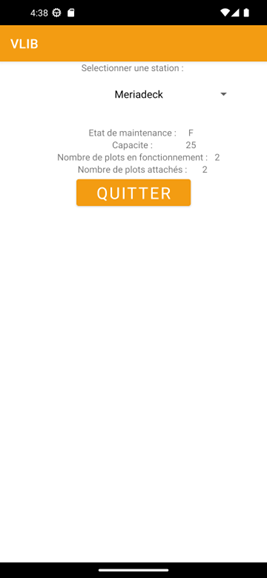 4:38
VLIB
Selectionner une station :
Meriadeck
Etat de maintenance : F
Capacite : 25
Nombre de plots en fonctionnement : 2
Nombre de plots attachés : 2
QUITTER